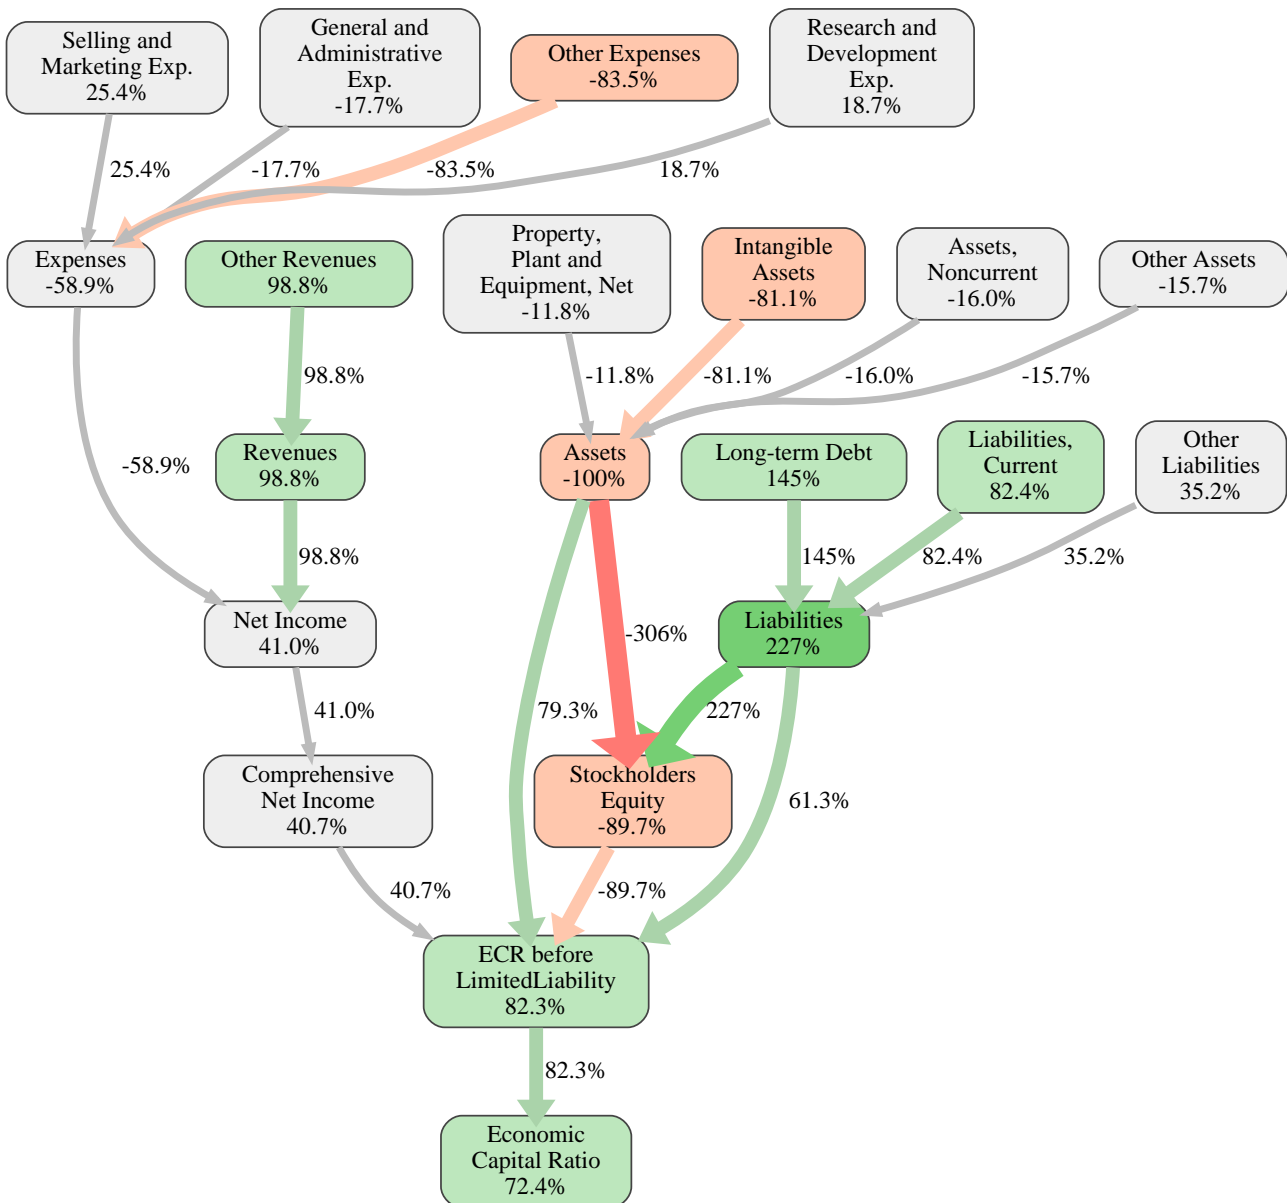 Selling and
Marketing Exp.
25.4%
General and
Administrative
Exp.
-17.7%
Other Expenses
-83.5%
Research and
Development
Exp.
18.7%
25.4%
-17.7%
-83.5%
18.7%
Expenses
-58.9%
Other Revenues
98.8%
Property,
Plant and
Equipment, Net
-11.8%
Intangible
Assets
-81.1%
Assets,
Noncurrent
-16.0%
Other Assets
-15.7%
98.8%
-11.8%
-81.1%
-16.0%
-15.7%
-58.9%
Revenues
98.8%
Assets
-100%
Long-term Debt
145%
Liabilities,
Current
82.4%
Other
Liabilities
35.2%
98.8%
145%
82.4%
35.2%
Net Income
41.0%
-306%
Liabilities
227%
41.0%
79.3%
227%
Comprehensive
Net Income
40.7%
Stockholders
Equity
-89.7%
61.3%
40.7%
-89.7%
ECR before
LimitedLiability
82.3%
82.3%
Economic
Capital Ratio
72.4%